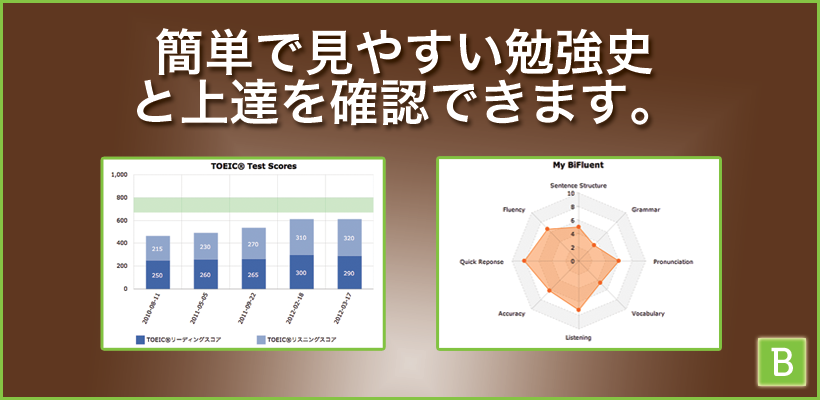 簡単で見やすい勉強史
と上達を確認できます。
TOEIC® Test Scores
1,000
800
600
400
200
0
215
230
270
310
320
250
260
265
300
290
2010-08-11
2011-05-05
2011-09-22
2012-02-18
2012-03-17
TOEIC®リーディングスコア
TOEIC®リスニングスコア
My BiFluent
Sentence Structure
10
8
6
4
2
0
Fluency
Grammar
Quick Reponse
Pronunciation
Accuracy
Vocabulary
Listening
B